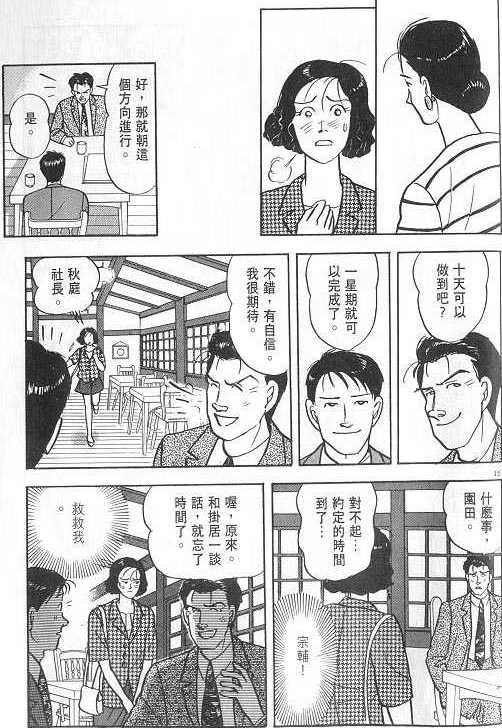 好，那就朝這
個方向進行。
是。
十天可以
做到吧？
一星期就可
以完成了。
不錯，有自信。
我很期待。
秋庭
社長。
15
什麼事，
園田。
對不起…
約定的時間
到了…
宗輔！
喔，原來。
和掛居一談
話，就忘了
時間了。
救救我
。